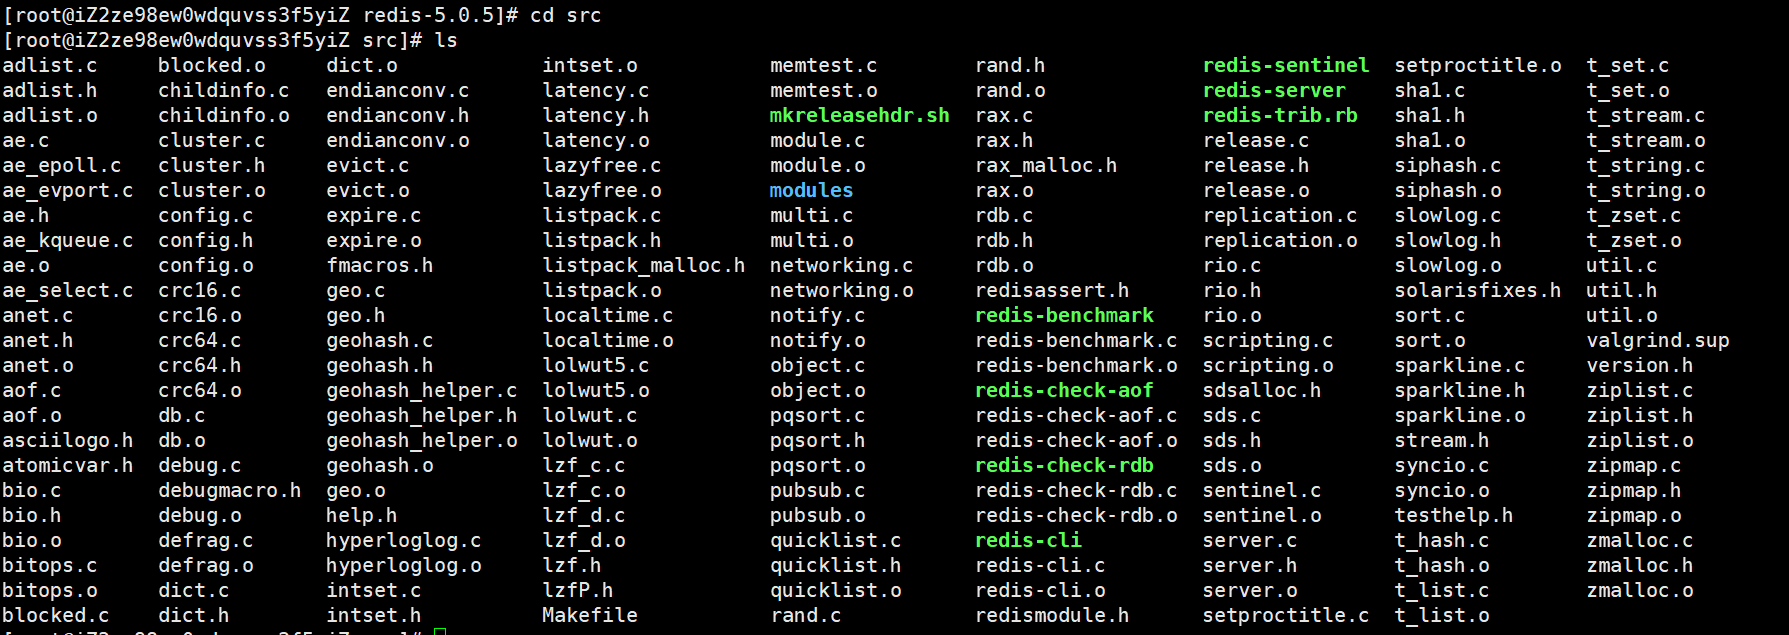 [root@iZ2ze98ew0wdquvss3f5yiZ redis-5.0.5]# cd src
[root@iZ2ze98ew0wdquvss3f5yiZ src]# ls
adlist.c blocked.o dict.o intset.o memtest.c rand.h redis-sentinel setproctitle.o t_set.c
adlist.h childinfo.c endianconv.c latency.c memtest.o rand.o redis-server sha1.c t_set.o
adlist.o childinfo.o endianconv.h latency.h mkreleasehdr.sh rax.c redis-trib.rb sha1.h t_stream.c
ae.c cluster.c endianconv.o latency.o module.c rax.h release.c sha1.o t_stream.o
ae_epoll.c cluster.h evict.c lazyfree.c module.o rax_malloc.h release.h siphash.c t_string.c
ae_evport.c cluster.o evict.o lazyfree.o modules rax.o release.o siphash.o t_string.o
ae.h config.c expire.c listpack.c multi.c rdb.c replication.c slowlog.c t_zset.c
ae_kqueue.c config.h expire.o listpack.h multi.o rdb.h replication.o slowlog.h t_zset.o
ae.o config.o fmacros.h listpack_malloc.h networking.c rdb.o rio.c slowlog.o util.c
ae_select.c crc16.c geo.c listpack.o networking.o redisassert.h rio.h solarisfixes.h util.h
anet.c crc16.o geo.h localtime.c notify.c redis-benchmark rio.o sort.c util.o
anet.h crc64.c geohash.c localtime.o notify.o redis-benchmark.c scripting.c sort.o valgrind.sup
anet.o crc64.h geohash.h lolwut5.c object.c redis-benchmark.o scripting.o sparkline.c version.h
aof.c crc64.o geohash_helper.c lolwut5.o object.o redis-check-aof sdsalloc.h sparkline.h ziplist.c
aof.o db.c geohash_helper.h lolwut.c pqsort.c redis-check-aof.c sds.c sparkline.o ziplist.h
asciilogo.h db.o geohash_helper.o lolwut.o pqsort.h redis-check-aof.o sds.h stream.h ziplist.o
atomicvar.h debug.c geohash.o lzf_c.c pqsort.o redis-check-rdb sds.o syncio.c zipmap.c
bio.c debugmacro.h geo.o lzf_c.o pubsub.c redis-check-rdb.c sentinel.c syncio.o zipmap.h
bio.h debug.o help.h lzf_d.c pubsub.o redis-check-rdb.o sentinel.o testhelp.h zipmap.o
bio.o defrag.c hyperloglog.c lzf_d.o quicklist.c redis-cli server.c t_hash.c zmalloc.c
bitops.c defrag.o hyperloglog.o lzf.h quicklist.h redis-cli.c server.h t_hash.o zmalloc.h
bitops.o dict.c intset.c lzfP.h quicklist.o redis-cli.o server.o t_list.c zmalloc.o
blocked.c dict.h intset.h Makefile rand.c redismodule.h setproctitle.c t_list.o